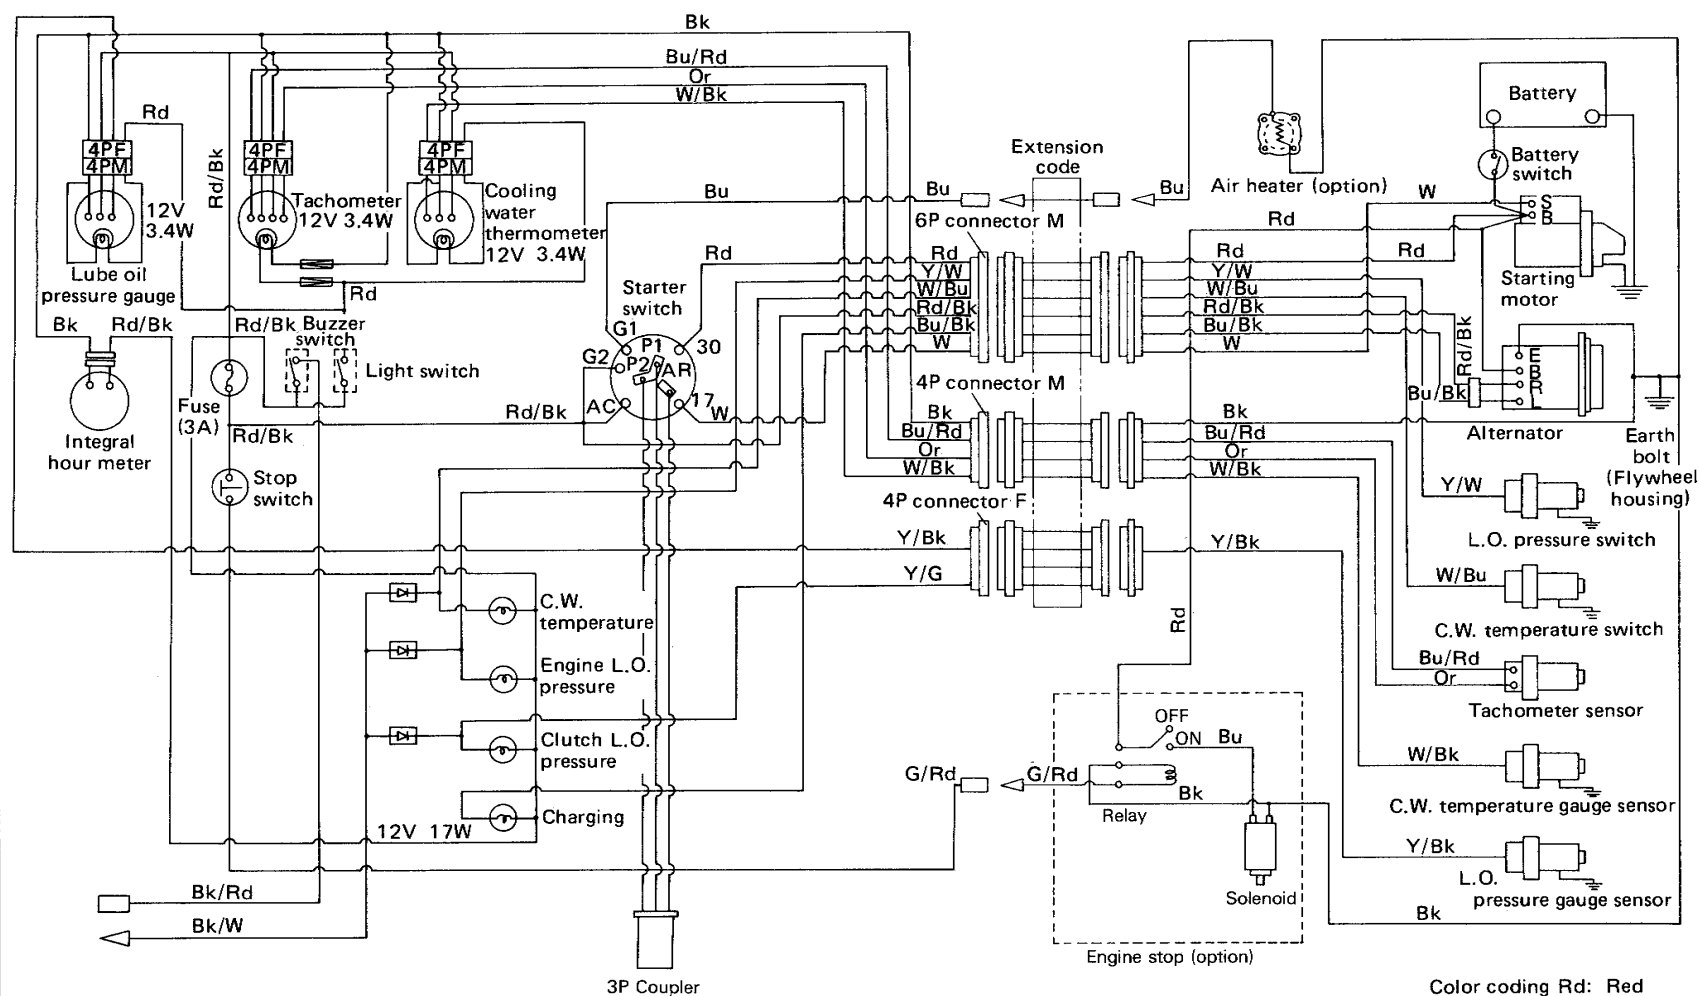 Bk
Bu/Rd
Or
W/Bk
Rd
4PF
4PM
Rd/Bk
4PF
4PM
4PF
4PM
12V
3.4W
Lube oil
pressure gauge
Tachometer
12V 3.4W
Cooling
water
thermometer
12V 3.4W
Rd
Bk
Rd/Bk
Rd/Bk
Buzzer
switch
Light switch
Integral
hour meter
Fuse
(3A)
Rd/Bk
Stop
switch
Starter
switch
G1
G2
P1
P2
30
AR
AC
17
Rd/Bk
W
Bu
Rd
Bu
Extension
code
Bu
Air heater (option)
Battery
Battery
switch
W
S
B
Rd
Starting
motor
6P connector M
Rd
Y/W
W/Bu
Rd/Bk
Bu/Bk
W
Rd
Y/W
W/Bu
Rd/Bk
Bu/Bk
W
Rd
Rd/Bk
Bu/Bk
E
B
R
L
Alternator
Earth
bolt
(Flywheel
housing)
4P connector M
Bk
Bu/Rd
Or
W/Bk
Bk
Bu/Rd
Or
W/Bk
4P connector F
Y/Bk
Y/G
Y/Bk
Y/W
L.O. pressure switch
W/Bu
C.W. temperature switch
Bu/Rd
Or
Tachometer sensor
W/Bk
C.W. temperature gauge sensor
Y/Bk
L.O.
pressure gauge sensor
C.W.
temperature
Engine L.O.
pressure
Clutch L.O.
pressure
Charging
12V 17W
Bk/Rd
Bk/W
3P Coupler
Rd
G/Rd
G/Rd
OFF
ON
Bu
Bk
Relay
Solenoid
Engine stop (option)
Bk
Color coding Rd: Red